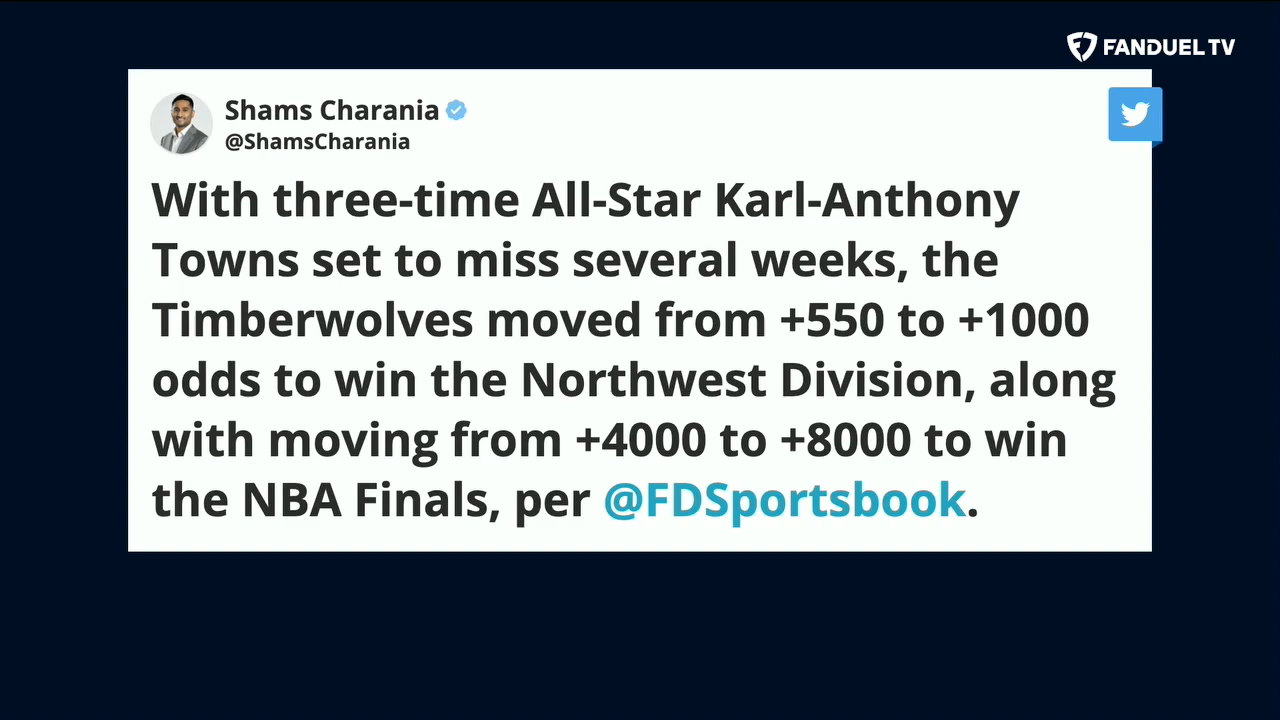 FANDUEL TV
Shams Charania
@ShamsCharania
With three-time All-Star Karl-Anthony
Towns set to miss several weeks, the
Timberwolves moved from +550 to +1000
odds to win the Northwest Division, along
with moving from +4000 to +8000 to win
the NBA Finals, per @FDSportsbook.